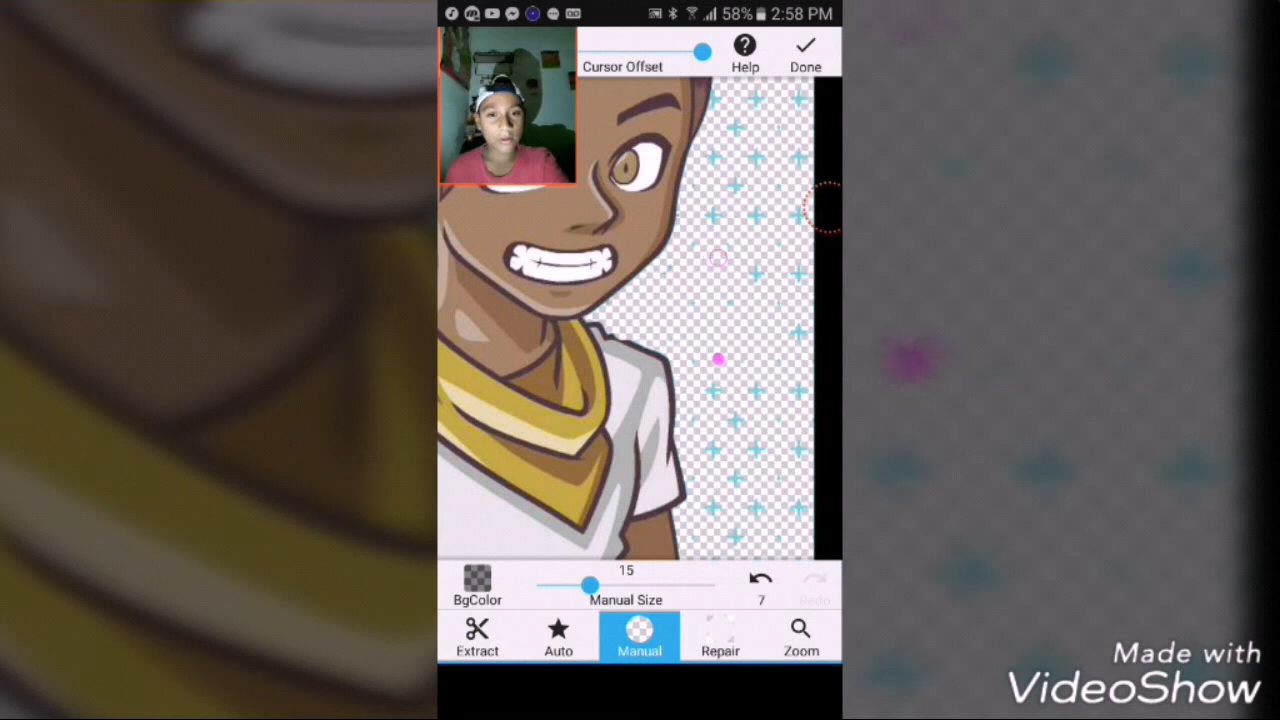 58% 2:58 PM
Cursor Offset
Help
Done
15
BgColor
Manual Size
7
Redo
Extract
Auto
Manual
Repair
Zoom
Made with
VideoShow